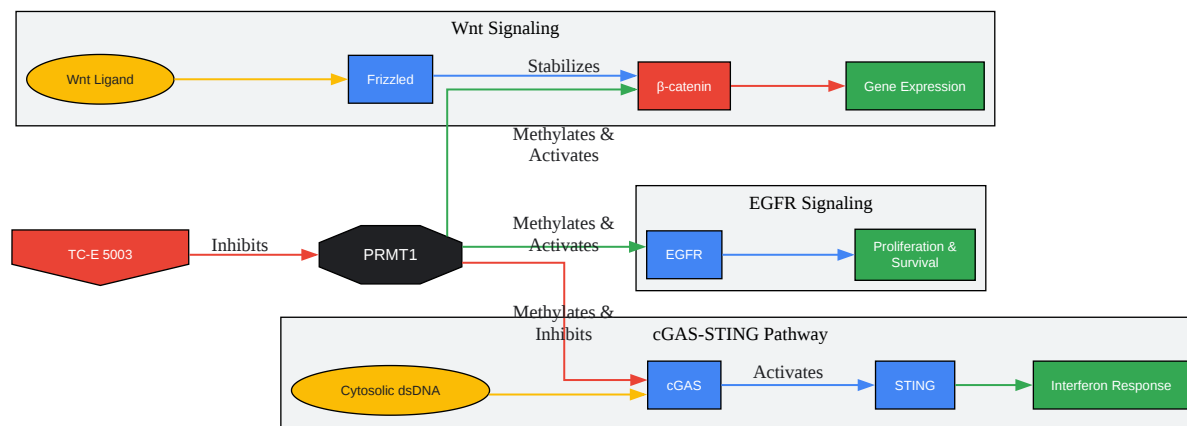 Wnt Signaling
Wnt Ligand
Frizzled
Stabilizes
β-catenin
Gene Expression
Methylates &
Activates
EGFR Signaling
TC-E 5003
Inhibits
PRMT1
Methylates &
Activates
EGFR
Proliferation &
Survival
Methylates &
Inhibits
cGAS-STING Pathway
Cytosolic dsDNA
cGAS
Activates
STING
Interferon Response